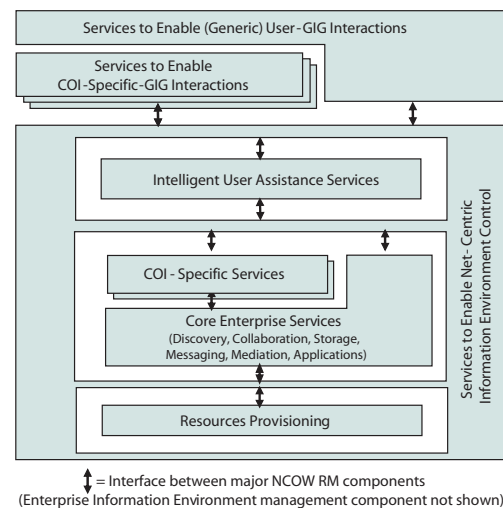 Services to Enable (Generic) User-GIG Interactions
Services to Enable
COI-Specific-GIG Interactions
Intelligent User Assistance Services
COI - Specific Services
Core Enterprise Services
(Discovery, Collaboration, Storage,
Messaging, Mediation, Applications)
Resources Provisioning
Services to Enable Net- Centric
Information Environment Control
= Interface between major NCOW RM components
(Enterprise Information Environment management component not shown)